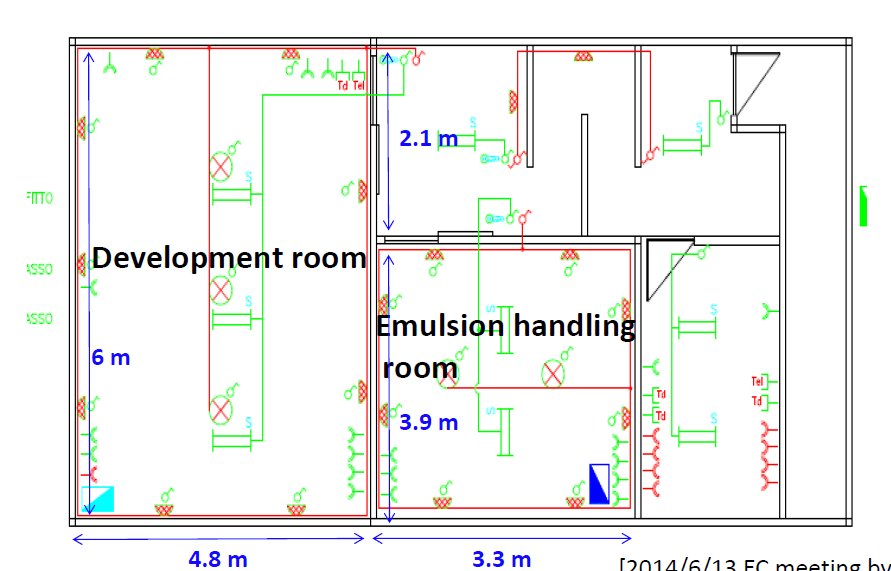 Td Tel
2.1 m
S
S
S
FITTO
S
Development room
ASSO
S
S
S
ASSO
Emulsion handling
room
6 m
Tel
Td
Td
Td
3.9 m
S
S
S
4.8 m
3.3 m
[2014/6/13 EC meeting by